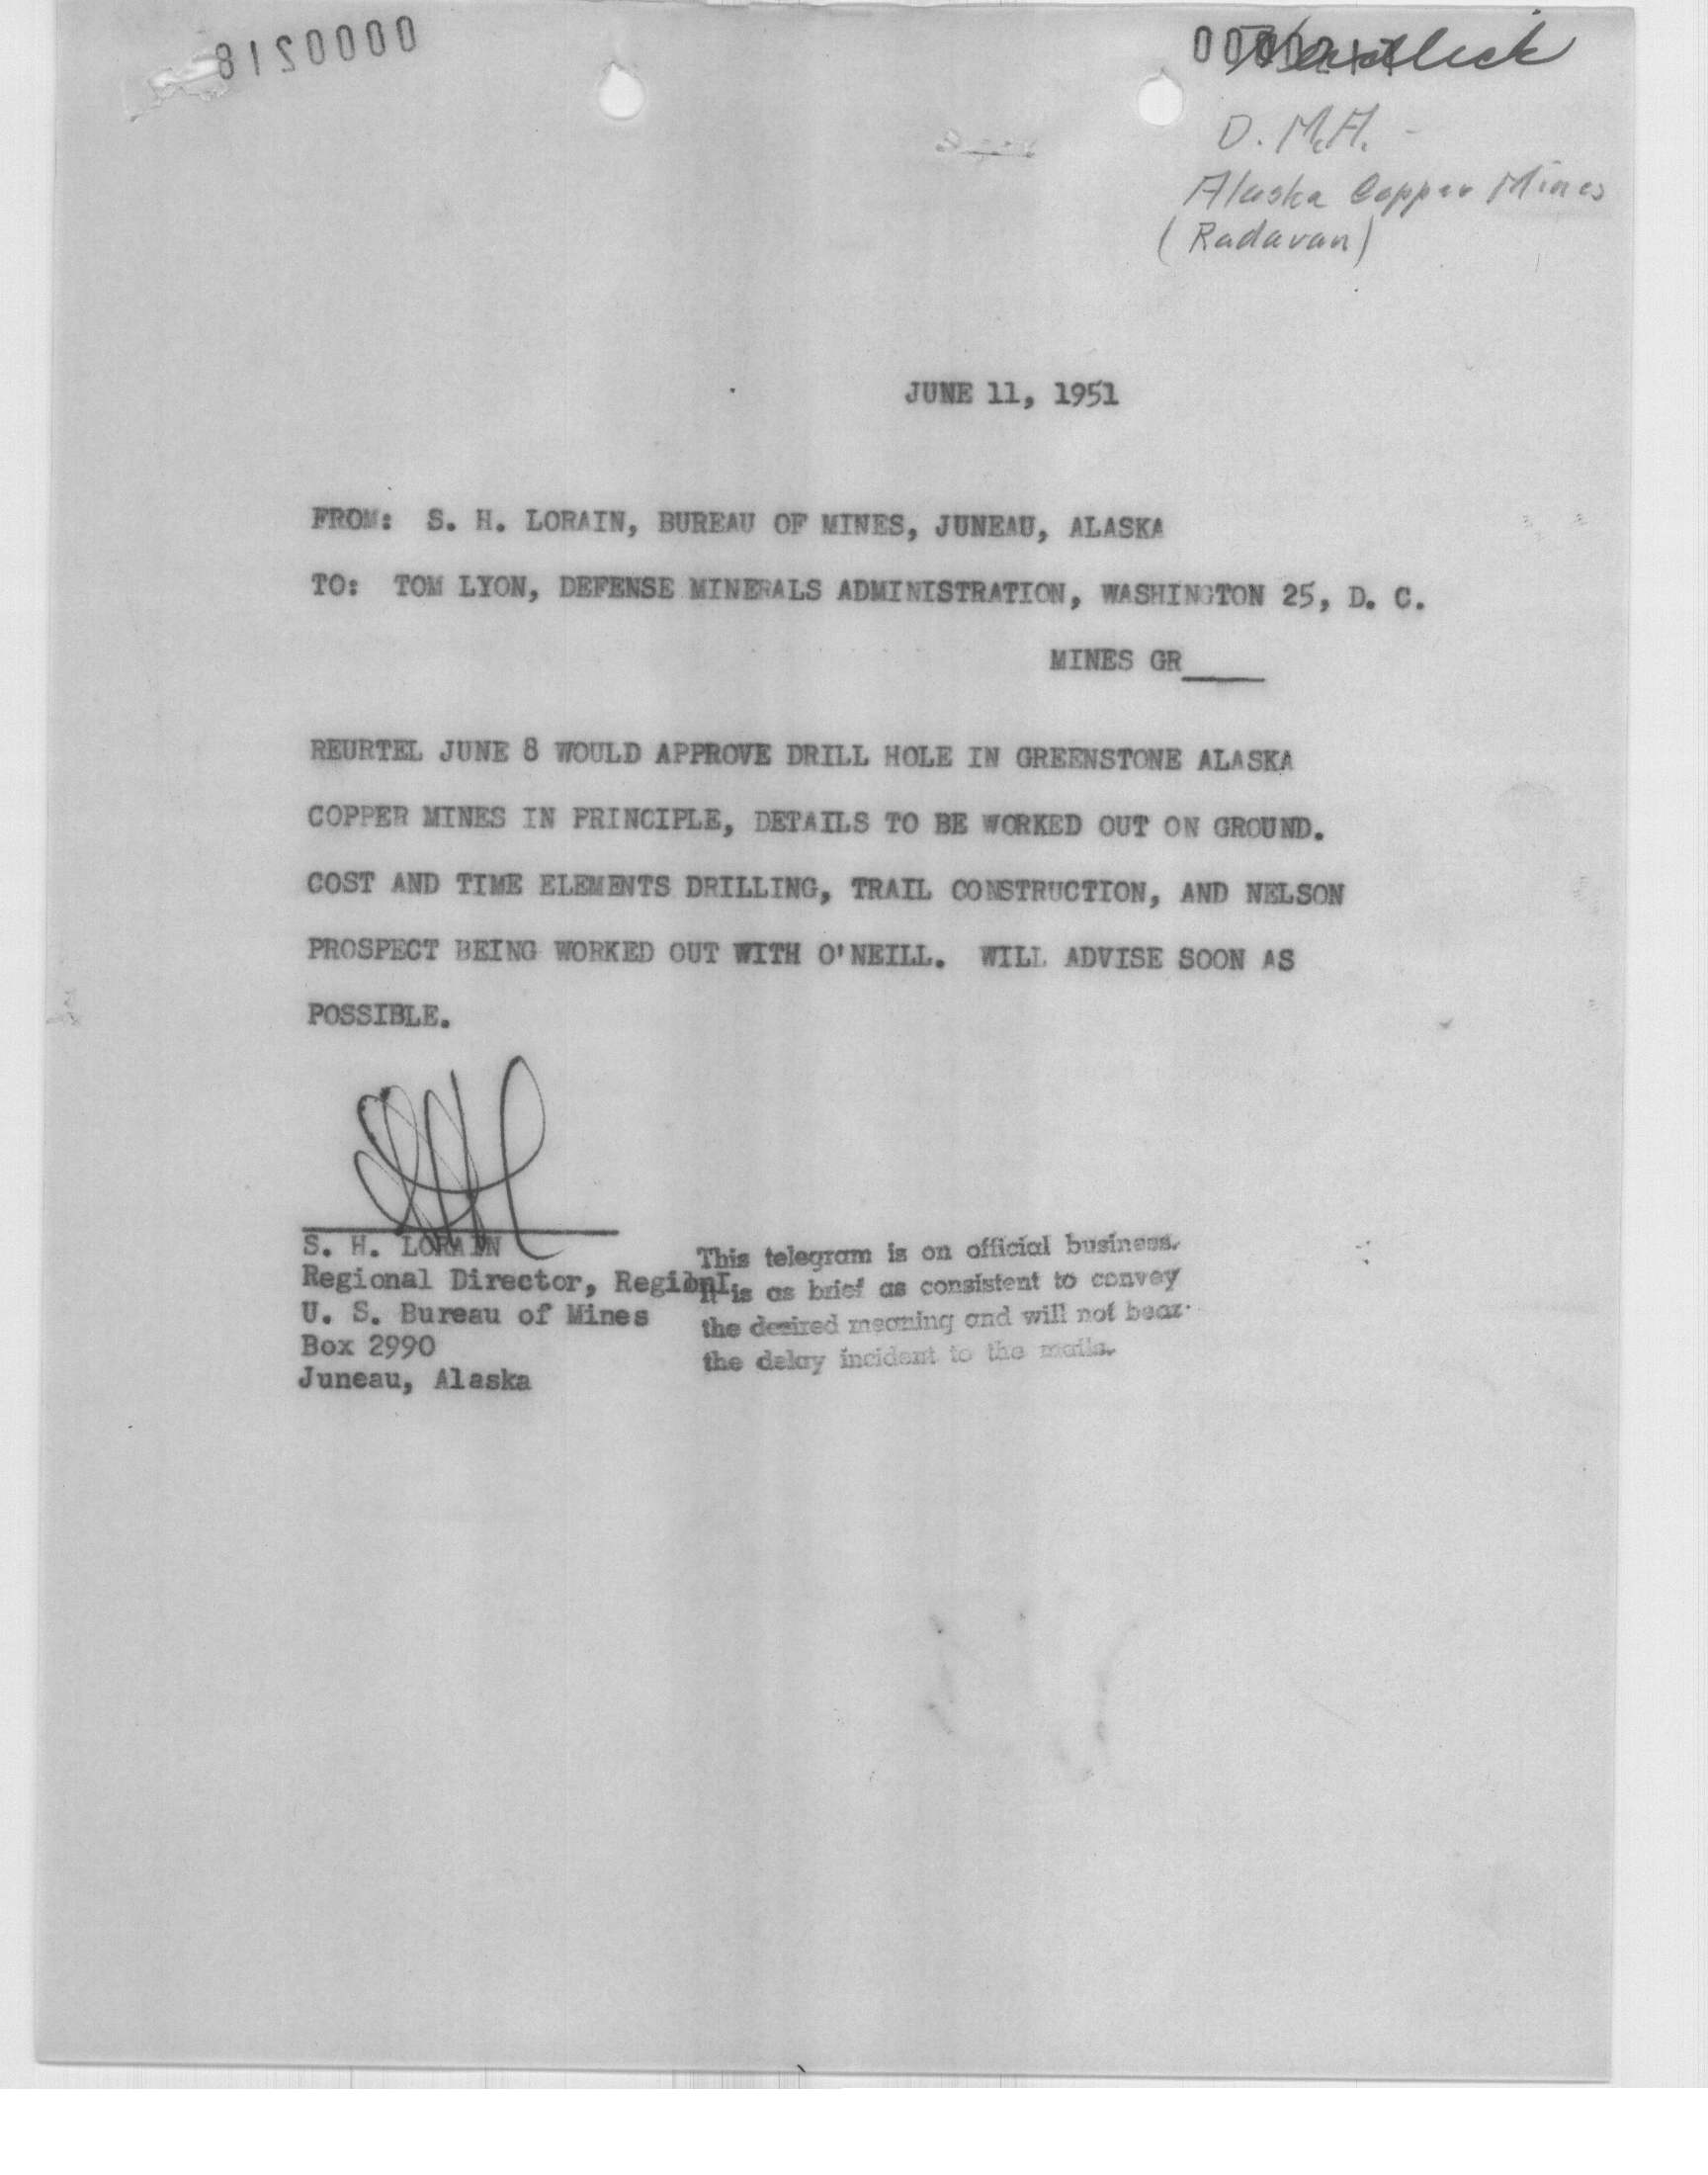 0000218
D. M.A. -
Alaska Copper Mines
(Radavan)
JUNE 11, 1951
FROM: S. H. LORAIN, BUREAU OF MINES, JUNEAU, ALASKA
TO: TOM LYON, DEFENSE MINERALS ADMINISTRATION, WASHINGTON 25, D. C.
MINES GR____
REURTEL JUNE 8 WOULD APPROVE DRILL HOLE IN GREENSTONE ALASKA
COPPER MINES IN PRINCIPLE, DETAILS TO BE WORKED OUT ON GROUND.
COST AND TIME ELEMENTS DRILLING, TRAIL CONSTRUCTION, AND NELSON
PROSPECT BEING WORKED OUT WITH O'NEILL. WILL ADVISE SOON AS
POSSIBLE.
S. H. LORAIN
Regional Director, Region I
U. S. Bureau of Mines
Box 2990
Juneau, Alaska
This telegram is on official business.
It is as brief as consistent to convey
the desired meaning and will not bear
the delay incident to the mails.